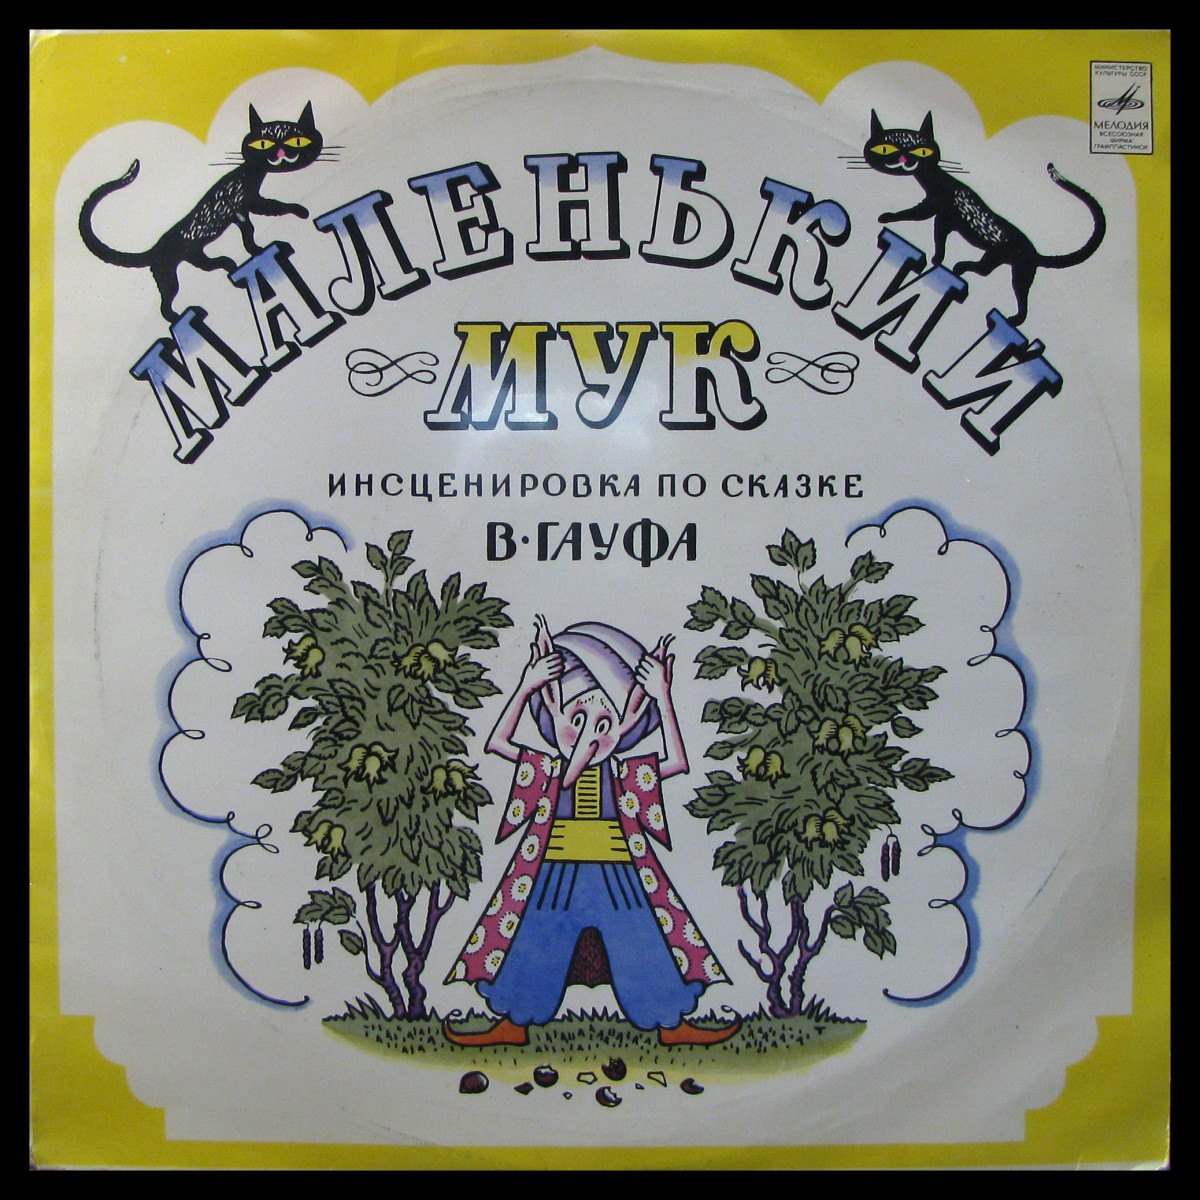 МИНИСТЕРСТВО
КУЛЬТУРЫ СССР
МЕЛОДИЯ
ВСЕСОЮЗНАЯ
ФИРМА
ГРАМПЛАСТИНОК
МАЛЕНЬКИЙ
МУК
ИНСЦЕНИРОВКА ПО СКАЗКЕ
В·ГАУФА